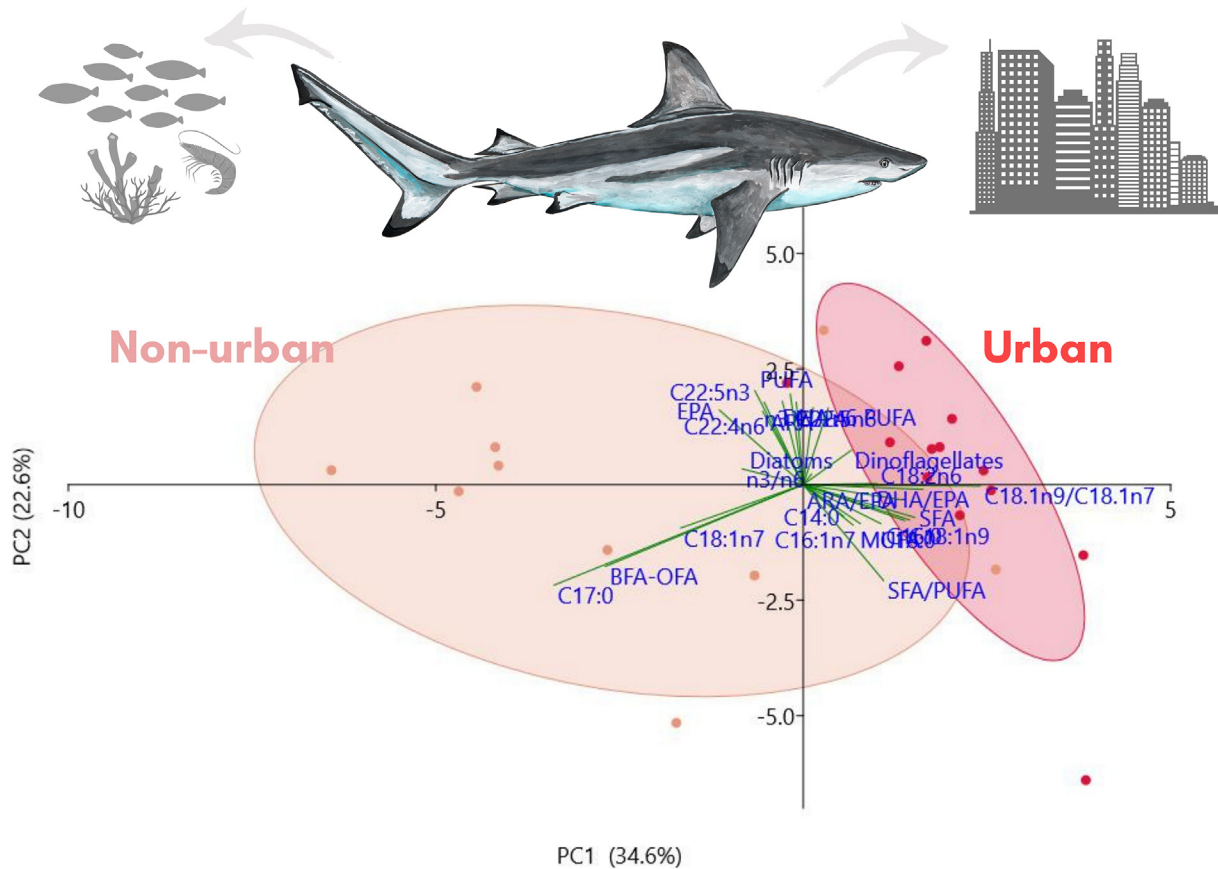 5.0
Non-urban
Urban
2.5
PUFA
C22:5n3
EPA
C22:4n6
PUFA
Diatoms
Dinoflagellates
n3/n6
C18:2n6
-10
-5
5
ARA/EPA
DHA/EPA
C18.1n9/C18.1n7
C14:0
SFA
C18:1n7
C16:1n7
C18:1n9
BFA-OFA
C17:0
SFA/PUFA
-2.5
-5.0
PC2 (22.6%)
PC1 (34.6%)